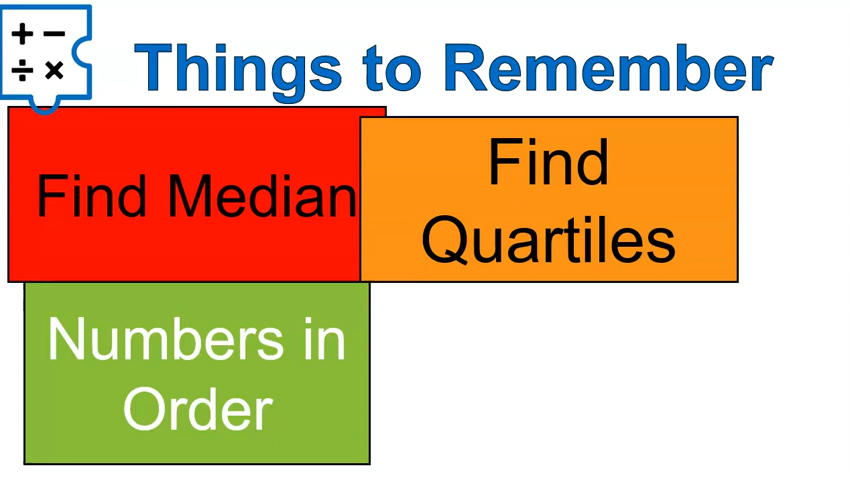 + −
÷ ×
Things to Remember
Find Median
Find
Quartiles
Numbers in
Order